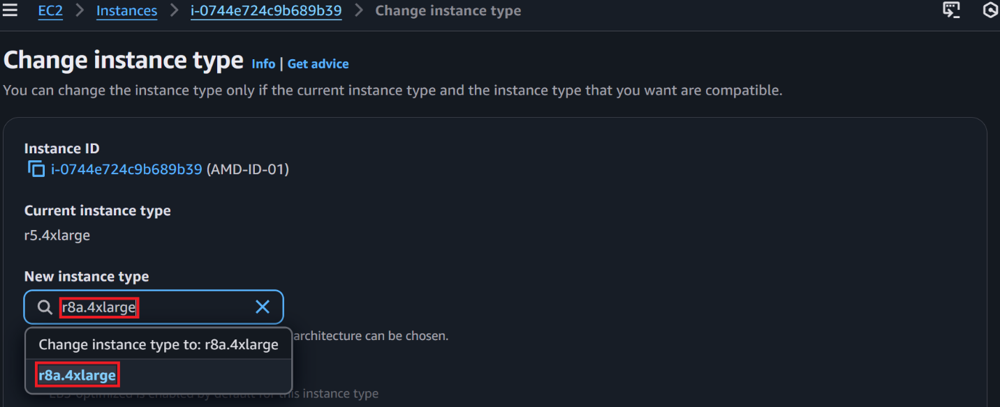 EC2 > Instances > i-0744e724c9b689b39 > Change instance type
Change instance type Info | Get advice
You can change the instance type only if the current instance type and the instance type that you want are compatible.
Instance ID
i-0744e724c9b689b39 (AMD-ID-01)
Current instance type
r5.4xlarge
New instance type
r8a.4xlarge
architecture can be chosen.
Change instance type to: r8a.4xlarge
r8a.4xlarge
EBS-optimized is enabled by default for this instance type